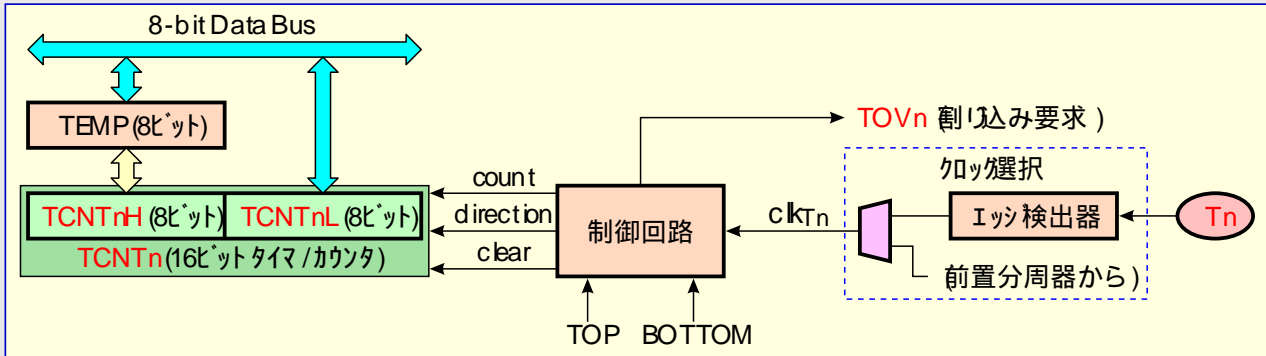 8-bit Data Bus
TEMP(8ビット)
TOVn (割り込み要求)
クロック選択
TCNTnH (8ビット)
TCNTnL (8ビット)
TCNTn(16ビット タイマ/カウンタ)
count
direction
clear
制御回路
clkTn
エッジ検出器
Tn
(前置分周器から)
TOP
BOTTOM